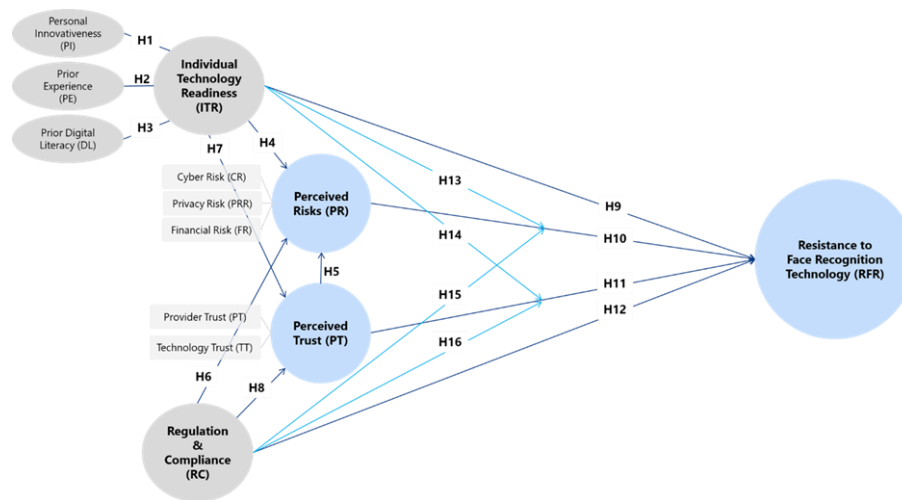 Personal
Innovativeness
(PI)
H1
Prior
Experience
(PE)
H2
Prior Digital
Literacy (DL)
H3
Individual
Technology
Readiness
(ITR)
H4
H7
Cyber Risk (CR)
Privacy Risk (PRR)
Financial Risk (FR)
Perceived
Risks (PR)
H5
Provider Trust (PT)
Technology Trust (TT)
Perceived
Trust (PT)
H6
H8
Regulation
&
Compliance
(RC)
H13
H14
H15
H16
H9
H10
H11
H12
Resistance to
Face Recognition
Technology (RFR)